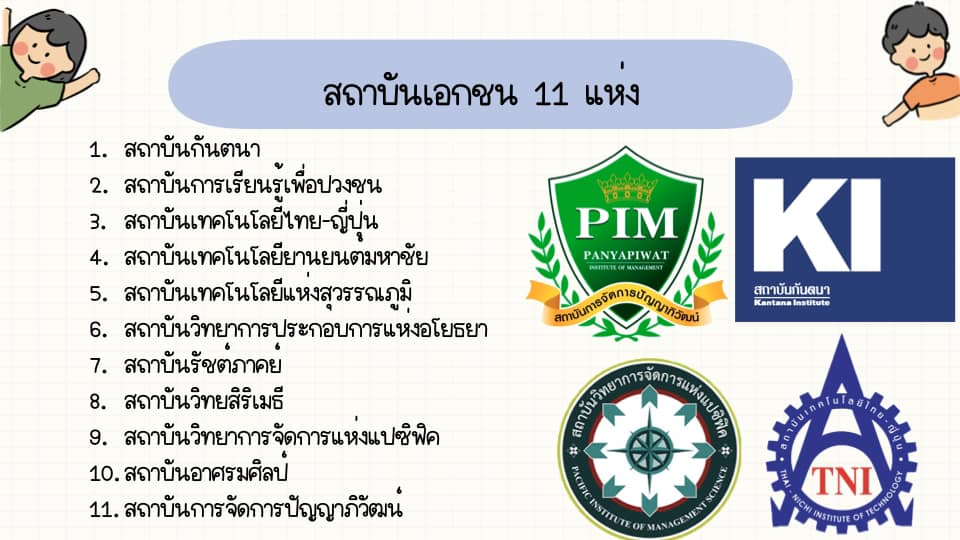 สถาบันเอกชน 11 แห่ง
1. สถาบันกันตนา
2. สถาบันการเรียนรู้เพื่อปวงชน
3. สถาบันเทคโนโลยีไทย-ญี่ปุ่น
4. สถาบันเทคโนโลยียานยนตมหาชัย
5. สถาบันเทคโนโลยีแห่งสุวรรณภูมิ
6. สถาบันวิทยาการประกอบการแห่งอโยธยา
7. สถาบันรัชต์ภาคย์
8. สถาบันวิทยสิริเมธี
9. สถาบันวิทยาการจัดการแห่งแปซิฟิค
10. สถาบันอาศรมศิลป์
11. สถาบันการจัดการปัญญาภิวัฒน์
PIM
PANYAPIWAT
INSTITUTE OF MANAGEMENT
สถาบันการจัดการปัญญาภิวัฒน์
KI
สถาบันกันตนา
Kantana Institute
สถาบันวิทยาการจัดการแห่งแปซิฟิค
PACIFIC INSTITUTE OF MANAGEMENT SCIENCE
สถาบันเทคโนโลยีไทย-ญี่ปุ่น
TNI
THAI - NICHI INSTITUTE OF TECHNOLOGY